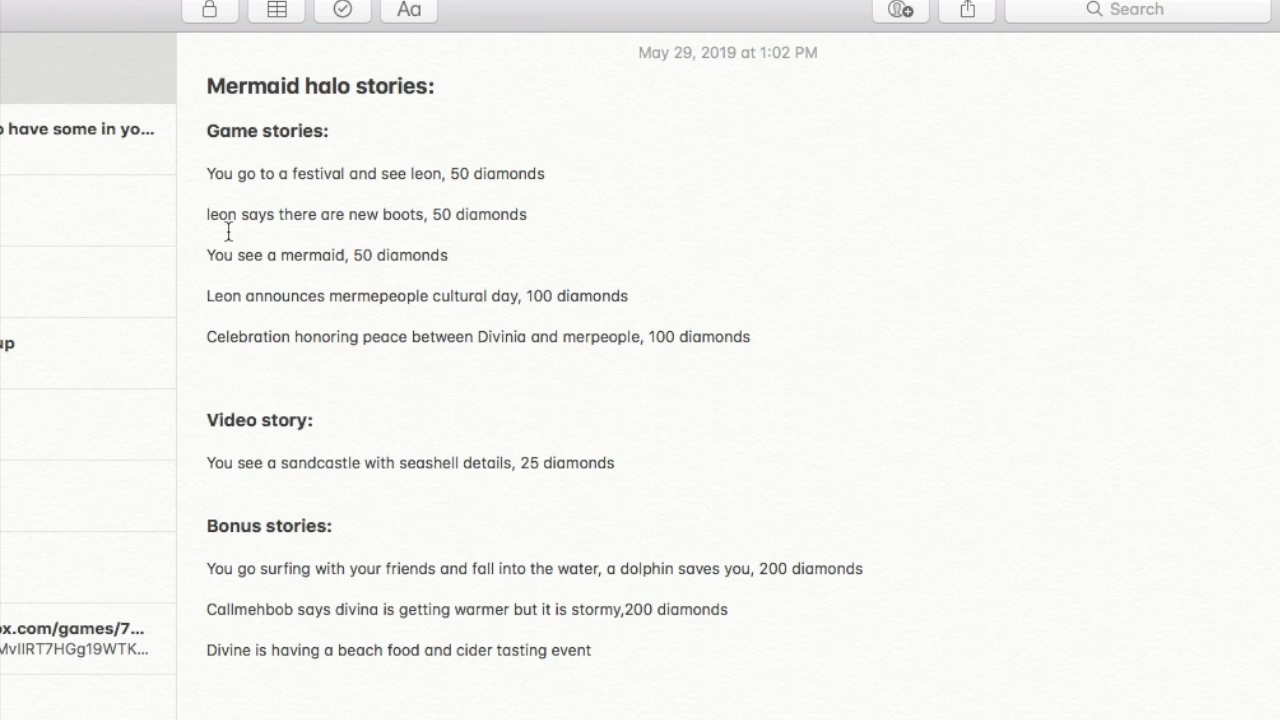 Aa
Search
May 29, 2019 at 1:02 PM
Mermaid halo stories:
Game stories:
o have some in yo...
You go to a festival and see leon, 50 diamonds
leon says there are new boots, 50 diamonds
You see a mermaid, 50 diamonds
Leon announces mermepeople cultural day, 100 diamonds
Celebration honoring peace between Divinia and merpeople, 100 diamonds
up
Video story:
You see a sandcastle with seashell details, 25 diamonds
Bonus stories:
You go surfing with your friends and fall into the water, a dolphin saves you, 200 diamonds
Callmehbob says divina is getting warmer but it is stormy,200 diamonds
ox.com/games/7...
Divine is having a beach food and cider tasting event